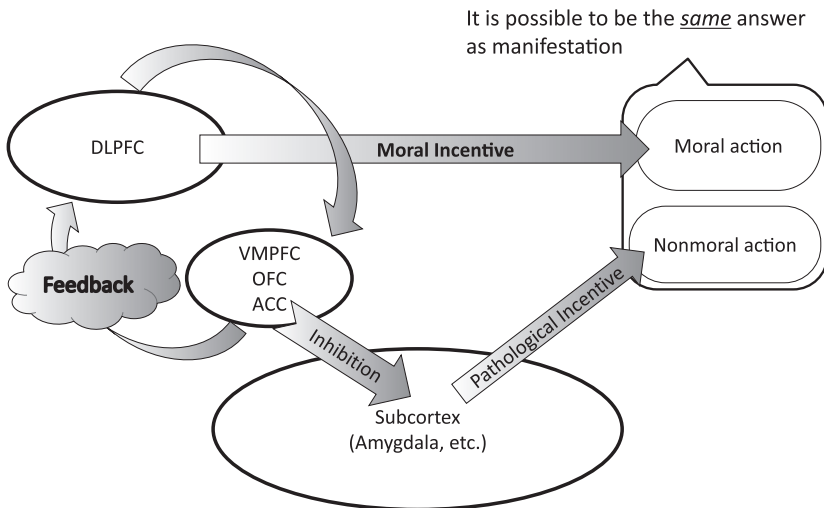 It is possible to be the same answer
as manifestation
DLPFC
Moral Incentive
Moral action
Nonmoral action
VMPFC
OFC
ACC
Feedback
Inhibition
Pathological Incentive
Subcortex
(Amygdala, etc.)